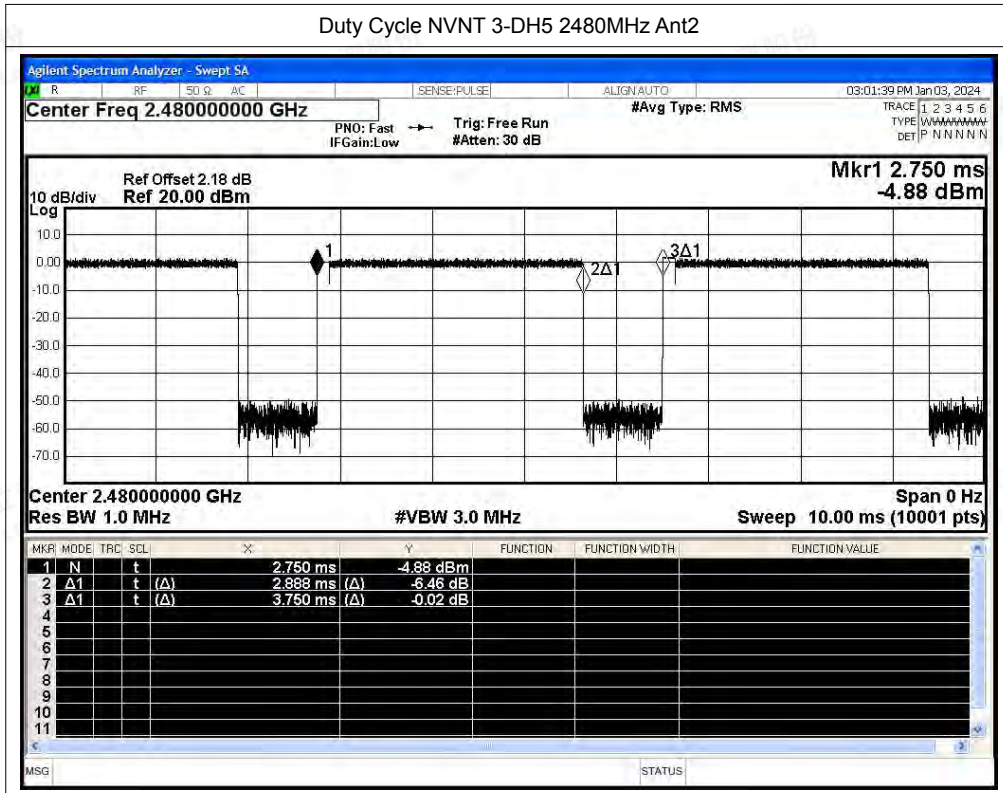 Duty Cycle NVNT 3-DH5 2480MHz Ant2
Agilent Spectrum Analyzer - Swept SA
R RF 50 Ω AC SENSE:PULSE ALIGN AUTO 03:01:39 PM Jan 03, 2024
Center Freq 2.480000000 GHz #Avg Type: RMS TRACE 1 2 3 4 5 6
PNO: Fast Trig: Free Run TYPE WWWWWW
IFGain:Low #Atten: 30 dB DET P N N N N N
Mkr1 2.750 ms
-4.88 dBm
Ref Offset 2.18 dB
10 dB/div Ref 20.00 dBm
Log
10.0
0.00
-10.0
-20.0
-30.0
-40.0
-50.0
-60.0
-70.0
1
2Δ1
3Δ1
Center 2.480000000 GHz Span 0 Hz
Res BW 1.0 MHz #VBW 3.0 MHz Sweep 10.00 ms (10001 pts)
MKR MODE TRC SCL X Y FUNCTION FUNCTION WIDTH FUNCTION VALUE
1 N t 2.750 ms -4.88 dBm
2 Δ1 t (Δ) 2.888 ms (Δ) -6.46 dB
3 Δ1 t (Δ) 3.750 ms (Δ) -0.02 dB
4
5
6
7
8
9
10
11
MSG STATUS